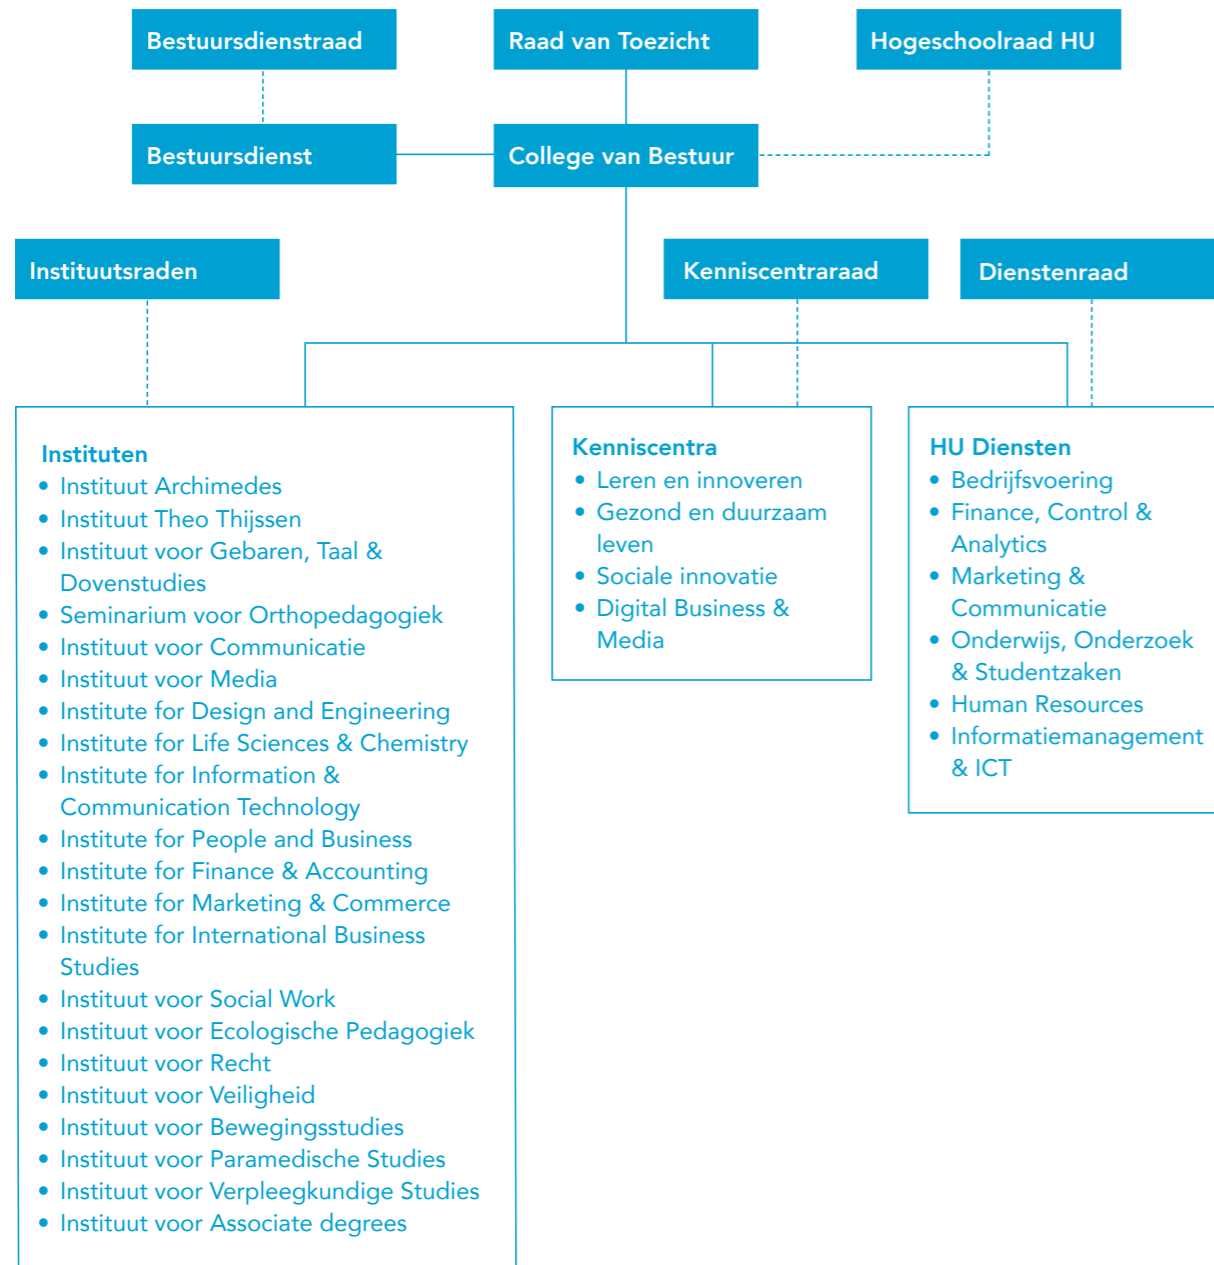 Bestuursdienstraad
Raad van Toezicht
Hogeschoolraad HU
Bestuursdienst
College van Bestuur
Instituutsraden
Kenniscentraraad
Dienstenraad
Instituten
• Instituut Archimedes
• Instituut Theo Thijssen
• Instituut voor Gebaren, Taal &
Dovenstudies
• Seminarium voor Orthopedagogiek
• Instituut voor Communicatie
• Instituut voor Media
• Institute for Design and Engineering
• Institute for Life Sciences & Chemistry
• Institute for Information &
Communication Technology
• Institute for People and Business
• Institute for Finance & Accounting
• Institute for Marketing & Commerce
• Institute for International Business
Studies
• Instituut voor Social Work
• Instituut voor Ecologische Pedagogiek
• Instituut voor Recht
• Instituut voor Veiligheid
• Instituut voor Bewegingsstudies
• Instituut voor Paramedische Studies
• Instituut voor Verpleegkundige Studies
• Instituut voor Associate degrees
Kenniscentra
• Leren en innoveren
• Gezond en duurzaam
leven
• Sociale innovatie
• Digital Business &
Media
HU Diensten
• Bedrijfsvoering
• Finance, Control &
Analytics
• Marketing &
Communicatie
• Onderwijs, Onderzoek
& Studentzaken
• Human Resources
• Informatiemanagement
& ICT